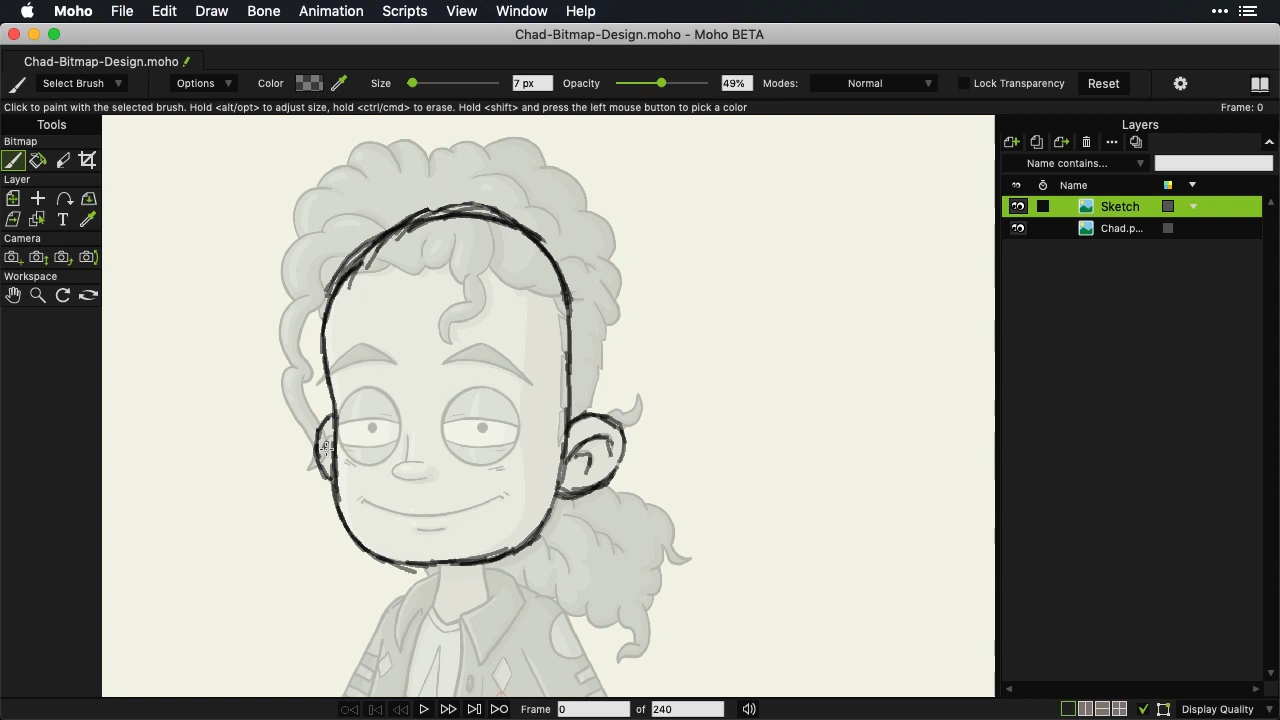 Moho File Edit Draw Bone Animation Scripts View Window Help
Chad-Bitmap-Design.moho - Moho BETA
Chad-Bitmap-Design.moho
Select Brush Options Color Size 7 px Opacity 49% Modes: Normal Lock Transparency Reset
Click to paint with the selected brush. Hold <alt/opt> to adjust size, hold <ctrl/cmd> to erase. Hold <shift> and press the left mouse button to pick a color Frame: 0
Tools Layers
Bitmap
Name contains...
Layer
Name
Sketch
Chad.p...
Camera
Workspace
Frame 0 of 240 Display Quality